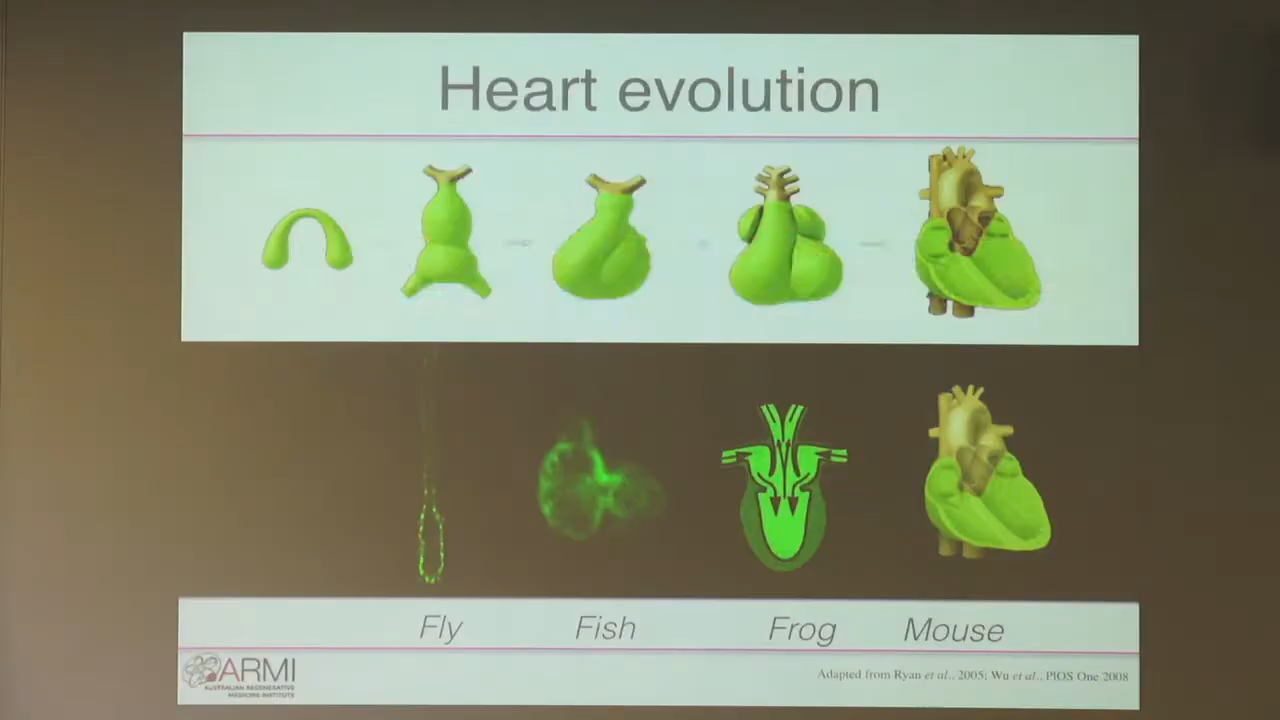 Heart evolution
Fly Fish Frog Mouse
ARMI
AUSTRALIAN REGENERATIVE
MEDICINE INSTITUTE
Adapted from Ryan et al., 2005; Wu et al., PlOS One 2008